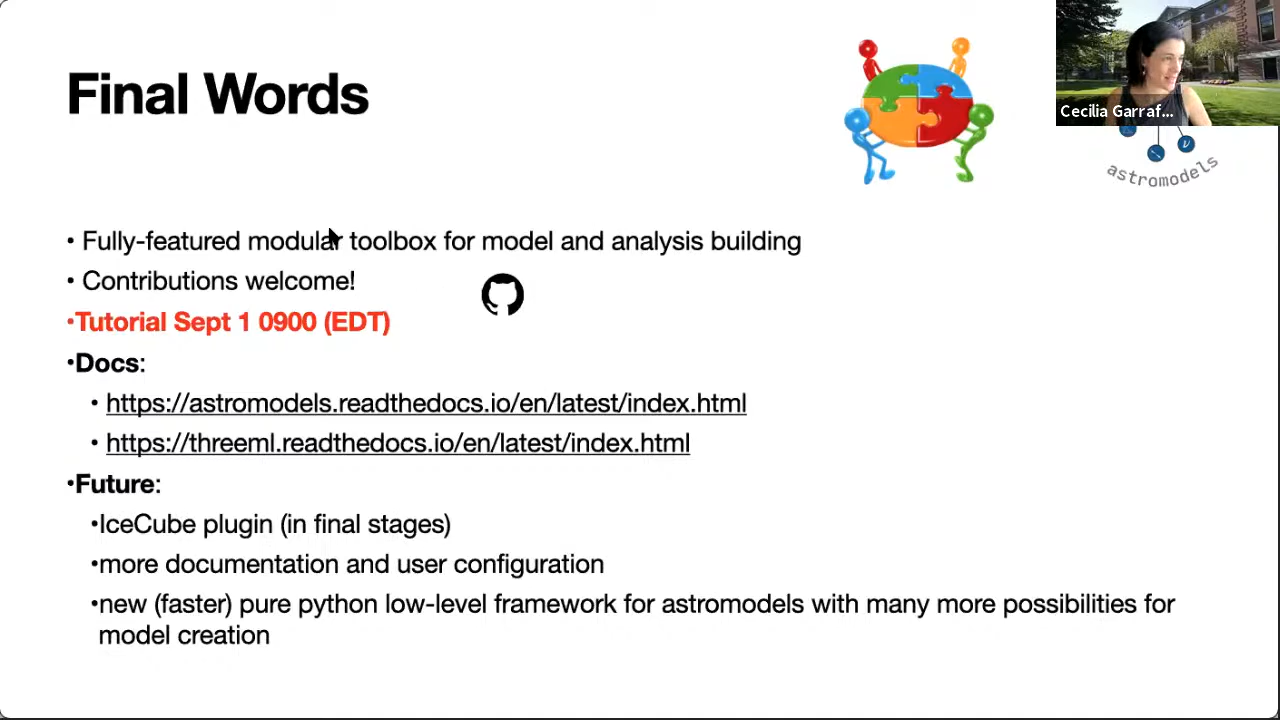 Final Words
Cecilia Garraf...
ν
astromodels
• Fully-featured modular toolbox for model and analysis building
• Contributions welcome!
•Tutorial Sept 1 0900 (EDT)
•Docs:
• https://astromodels.readthedocs.io/en/latest/index.html
• https://threeml.readthedocs.io/en/latest/index.html
•Future:
•IceCube plugin (in final stages)
•more documentation and user configuration
•new (faster) pure python low-level framework for astromodels with many more possibilities for
model creation